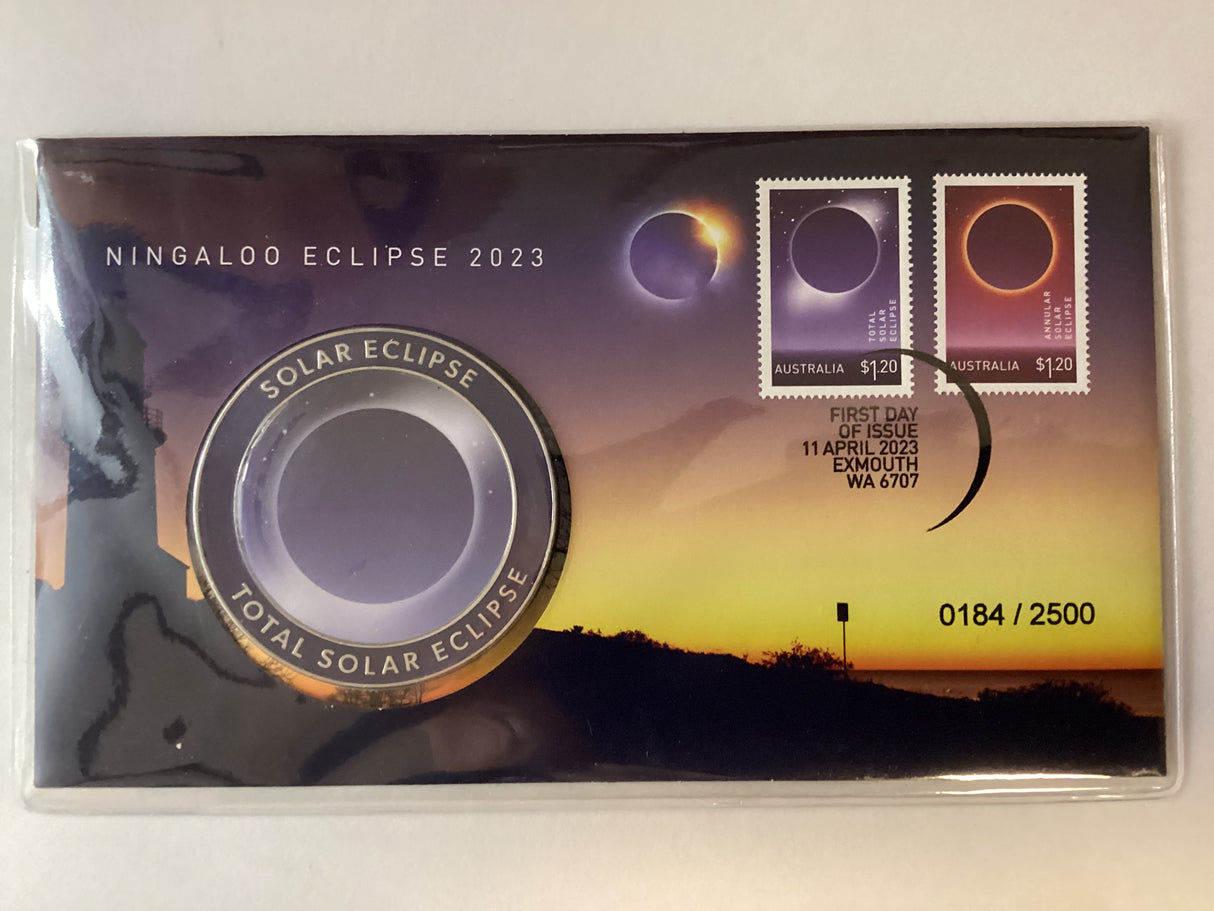 NINGALOO ECLIPSE 2023
SOLAR ECLIPSE
TOTAL SOLAR ECLIPSE
TOTAL
SOLAR
ECLIPSE
AUSTRALIA $1.20
ANNULAR
SOLAR
ECLIPSE
AUSTRALIA $1.20
FIRST DAY
OF ISSUE
11 APRIL 2023
EXMOUTH
WA 6707
0184 / 2500